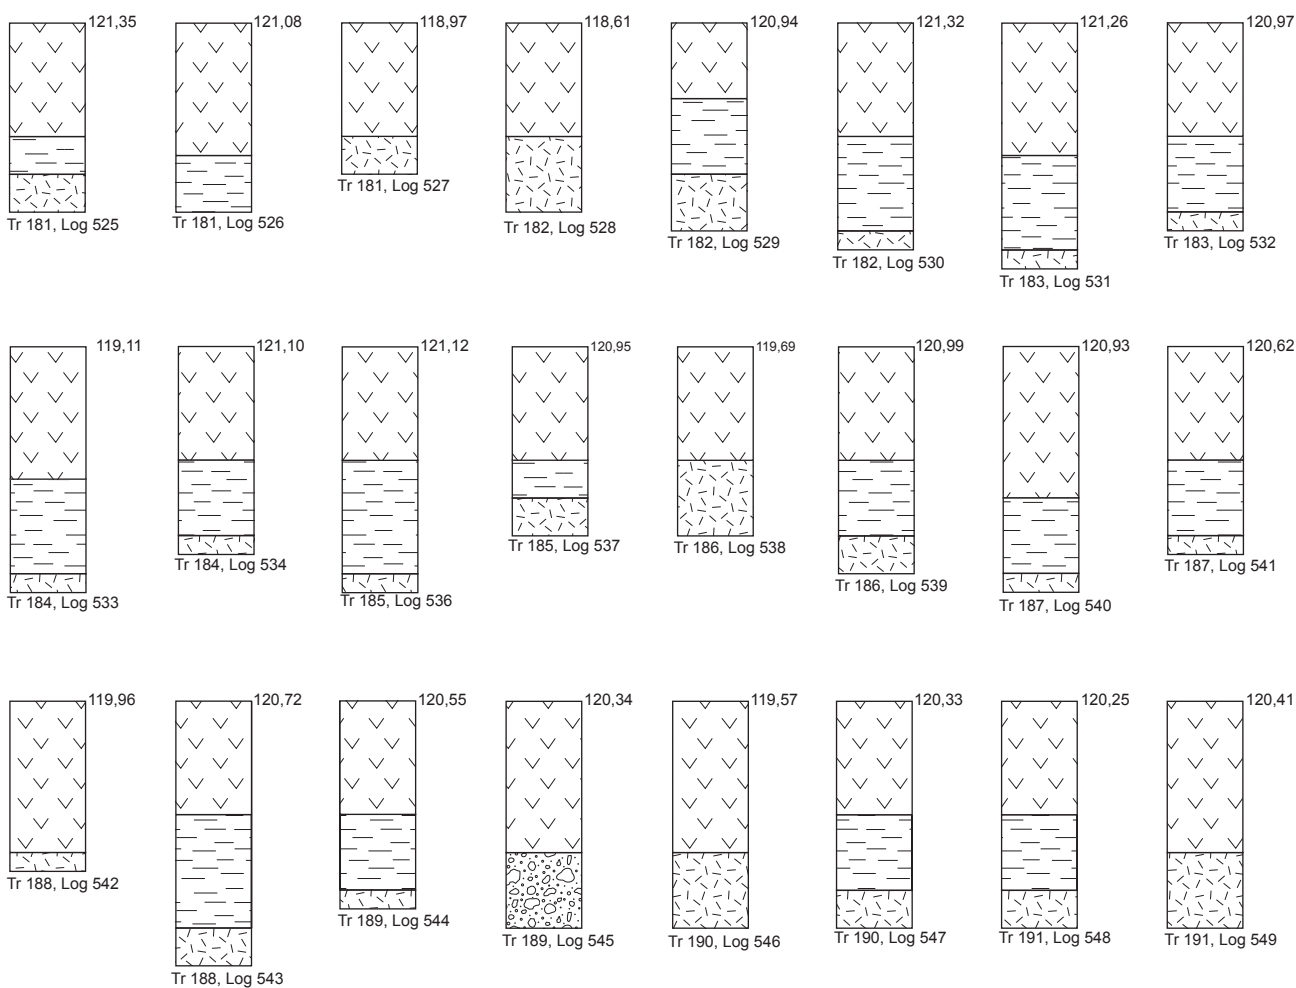 121,35
121,08
118,97
118,61
120,94
121,32
121,26
120,97
Tr 181, Log 525
Tr 181, Log 526
Tr 181, Log 527
Tr 182, Log 528
Tr 182, Log 529
Tr 182, Log 530
Tr 183, Log 531
Tr 183, Log 532
119,11
121,10
121,12
120,95
119,69
120,99
120,93
120,62
Tr 184, Log 533
Tr 184, Log 534
Tr 185, Log 536
Tr 185, Log 537
Tr 186, Log 538
Tr 186, Log 539
Tr 187, Log 540
Tr 187, Log 541
119,96
120,72
120,55
120,34
119,57
120,33
120,25
120,41
Tr 188, Log 542
Tr 188, Log 543
Tr 189, Log 544
Tr 189, Log 545
Tr 190, Log 546
Tr 190, Log 547
Tr 191, Log 548
Tr 191, Log 549